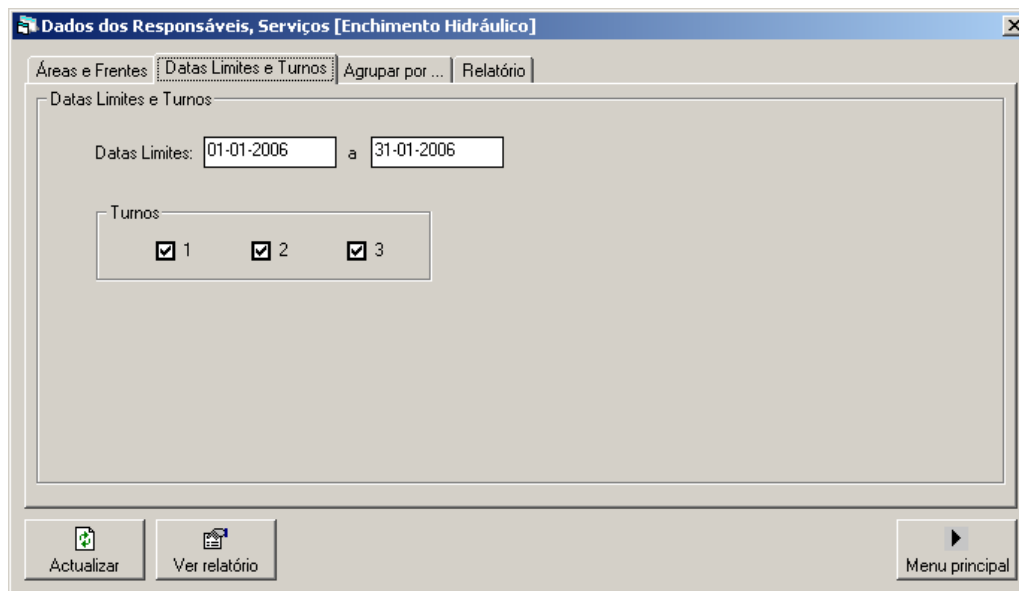 Dados dos Responsáveis, Serviços [Enchimento Hidráulico]
Áreas e Frentes Datas Limites e Turnos Agrupar por ... Relatório
Datas Limites e Turnos
Datas Limites: 01-01-2006 a 31-01-2006
Turnos
1 2 3
Actualizar Ver relatório Menu principal